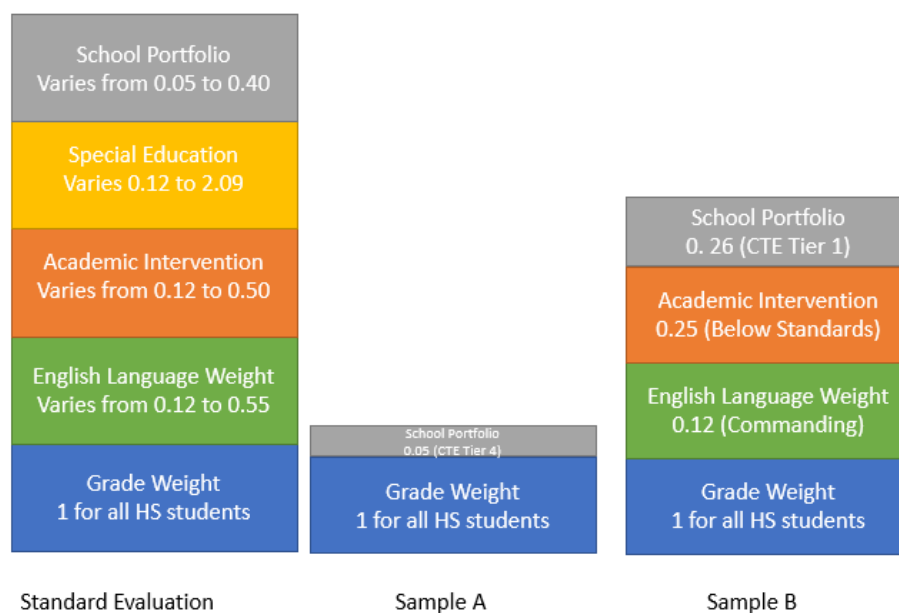 School Portfolio
Varies from 0.05 to 0.40
Special Education
Varies 0.12 to 2.09
Academic Intervention
Varies from 0.12 to 0.50
English Language Weight
Varies from 0.12 to 0.55
Grade Weight
1 for all HS students
Standard Evaluation
School Portfolio
0.05 (CTE Tier 4)
Grade Weight
1 for all HS students
Sample A
School Portfolio
0. 26 (CTE Tier 1)
Academic Intervention
0.25 (Below Standards)
English Language Weight
0.12 (Commanding)
Grade Weight
1 for all HS students
Sample B